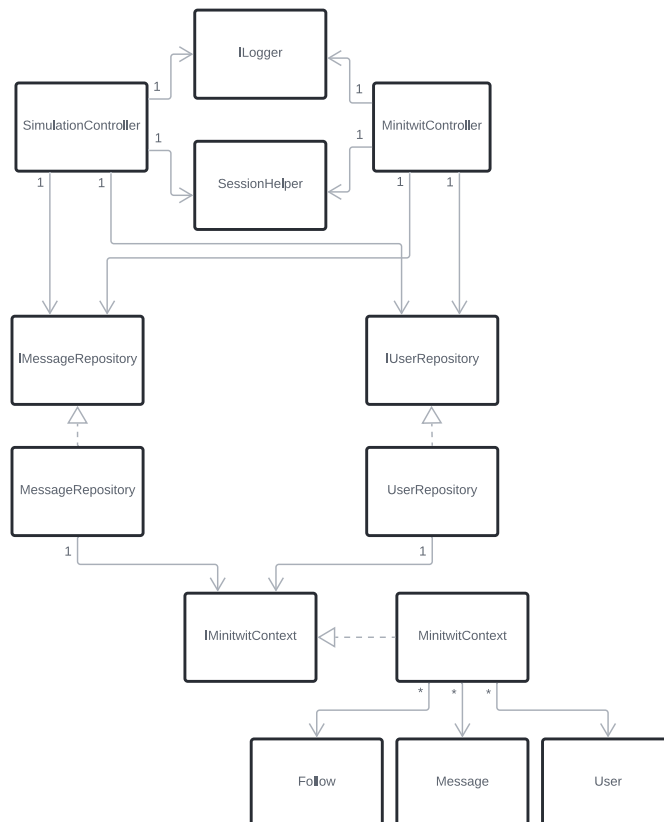 ILogger
1
1
SimulationController
MinitwitController
1
1
SessionHelper
1
1
1
1
IMessageRepository
IUserRepository
MessageRepository
UserRepository
1
1
IMinitwitContext
MinitwitContext
*
*
*
Follow
Message
User